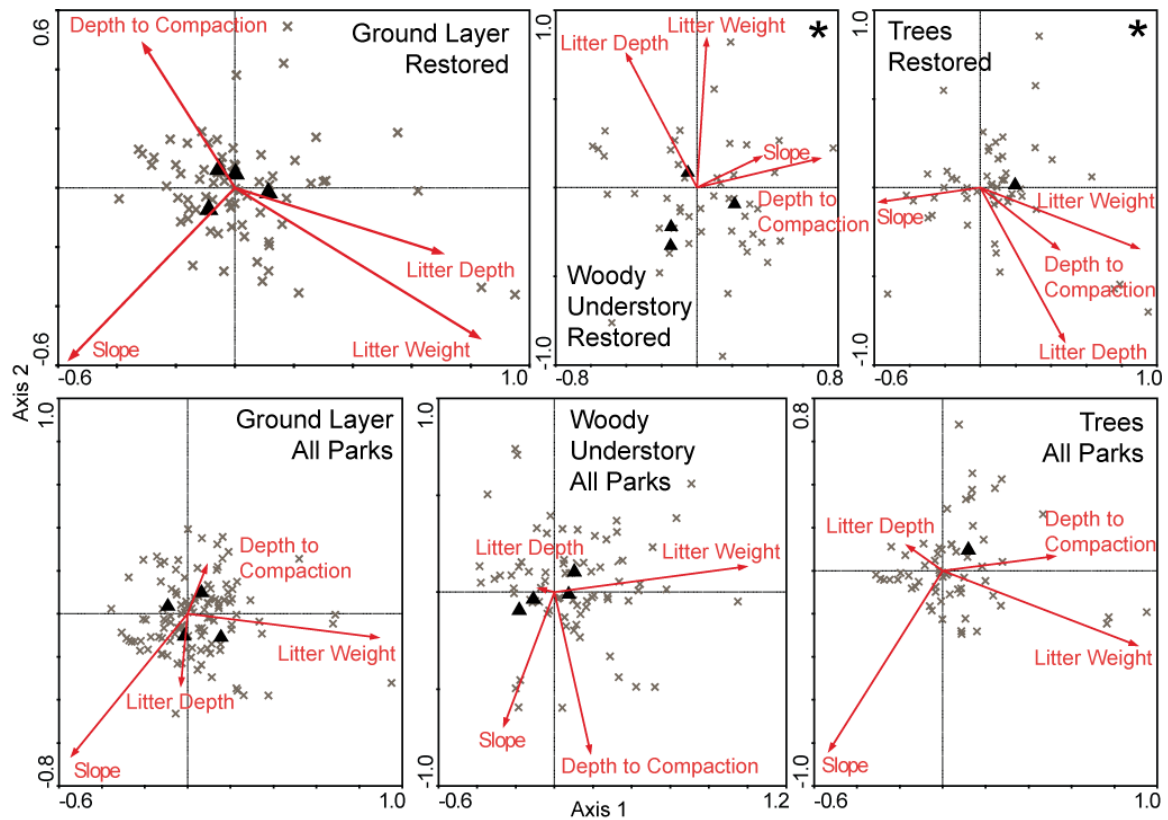 0.6
Depth to Compaction
Ground Layer
Restored
Litter Depth
Litter Weight
Slope
-0.6
-0.6
1.0
1.0
Litter Depth
Litter Weight
*
Slope
Depth to
Compaction
Woody
Understory
Restored
-1.0
-0.8
0.8
1.0
Trees
Restored
*
Slope
Litter Weight
Depth to
Compaction
Litter Depth
-1.0
-0.6
1.0
Axis 2
1.0
Ground Layer
All Parks
Depth to
Compaction
Litter Weight
Litter Depth
Slope
-0.8
-0.6
1.0
1.0
Woody
Understory
All Parks
Litter Depth
Litter Weight
Slope
Depth to Compaction
-1.0
-0.6
1.2
0.8
Trees
All Parks
Litter Depth
Depth to
Compaction
Litter Weight
Slope
-1.0
-0.6
1.0
Axis 1